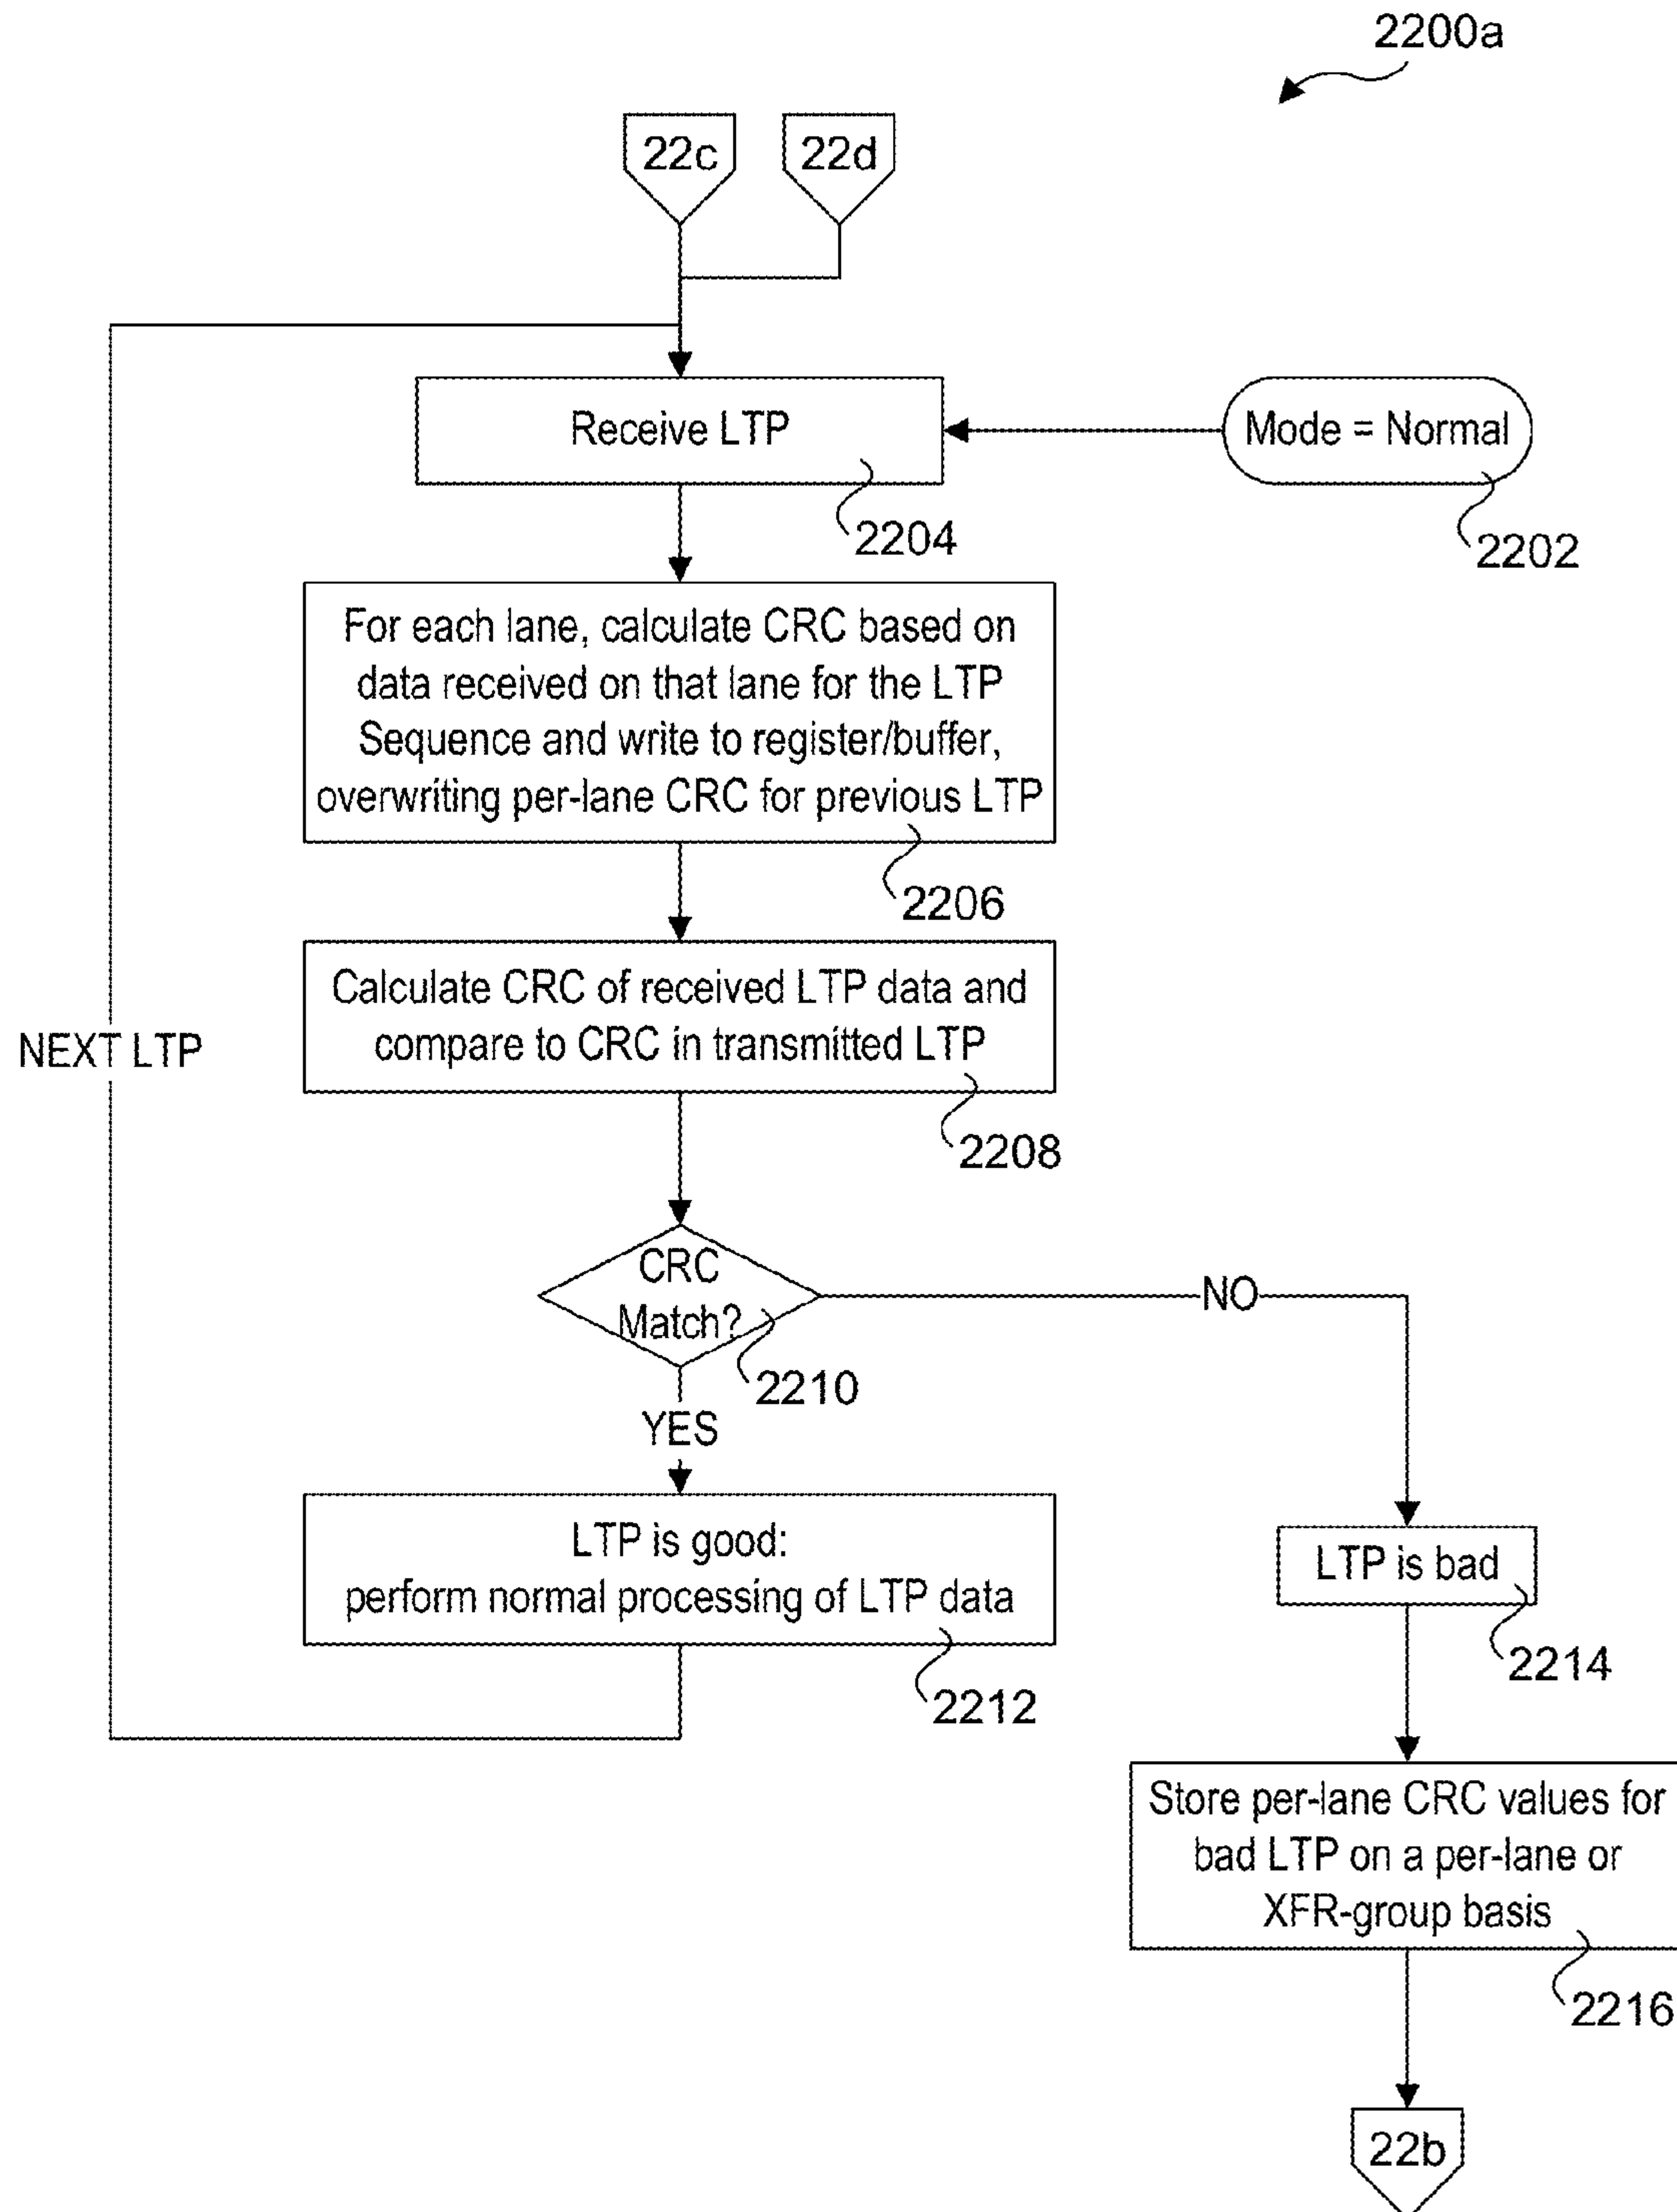 2200a
22c
22d
Receive LTP
Mode = Normal
2204
2202
For each lane, calculate CRC based on
data received on that lane for the LTP
Sequence and write to register/buffer,
overwriting per-lane CRC for previous LTP
2206
Calculate CRC of received LTP data and
compare to CRC in transmitted LTP
NEXT LTP
2208
CRC
Match?
NO
2210
YES
LTP is good:
perform normal processing of LTP data
LTP is bad
2214
2212
Store per-lane CRC values for
bad LTP on a per-lane or
XFR-group basis
2216
22b